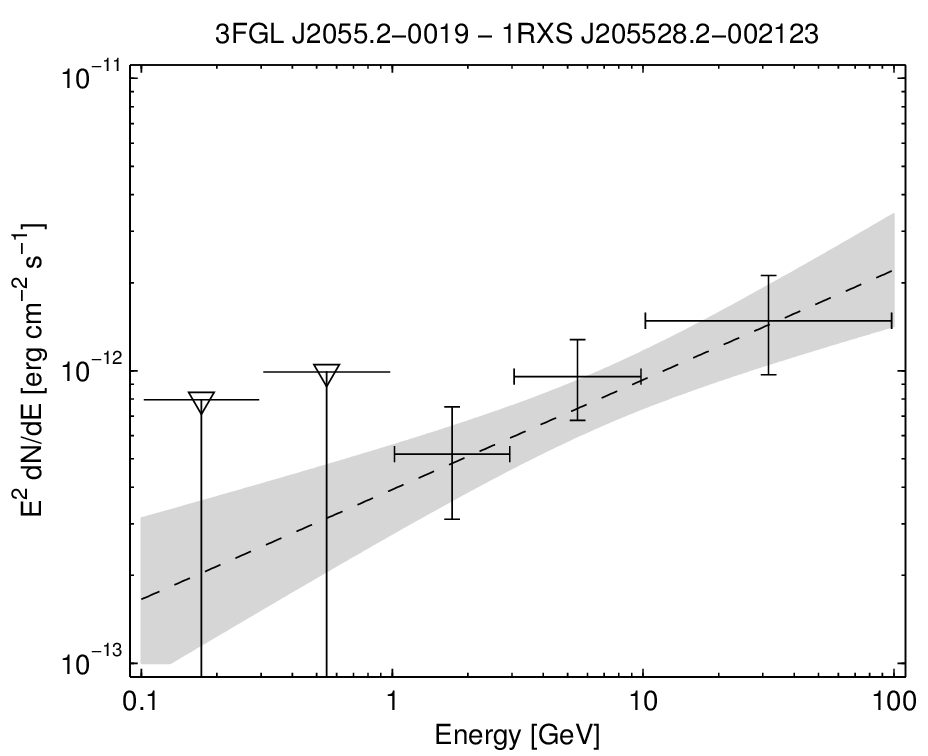 3FGL J2055.2−0019 − 1RXS J205528.2−002123
E² dN/dE [erg cm⁻² s⁻¹]
10⁻¹¹
10⁻¹²
10⁻¹³
0.1 1 10 100
Energy [GeV]